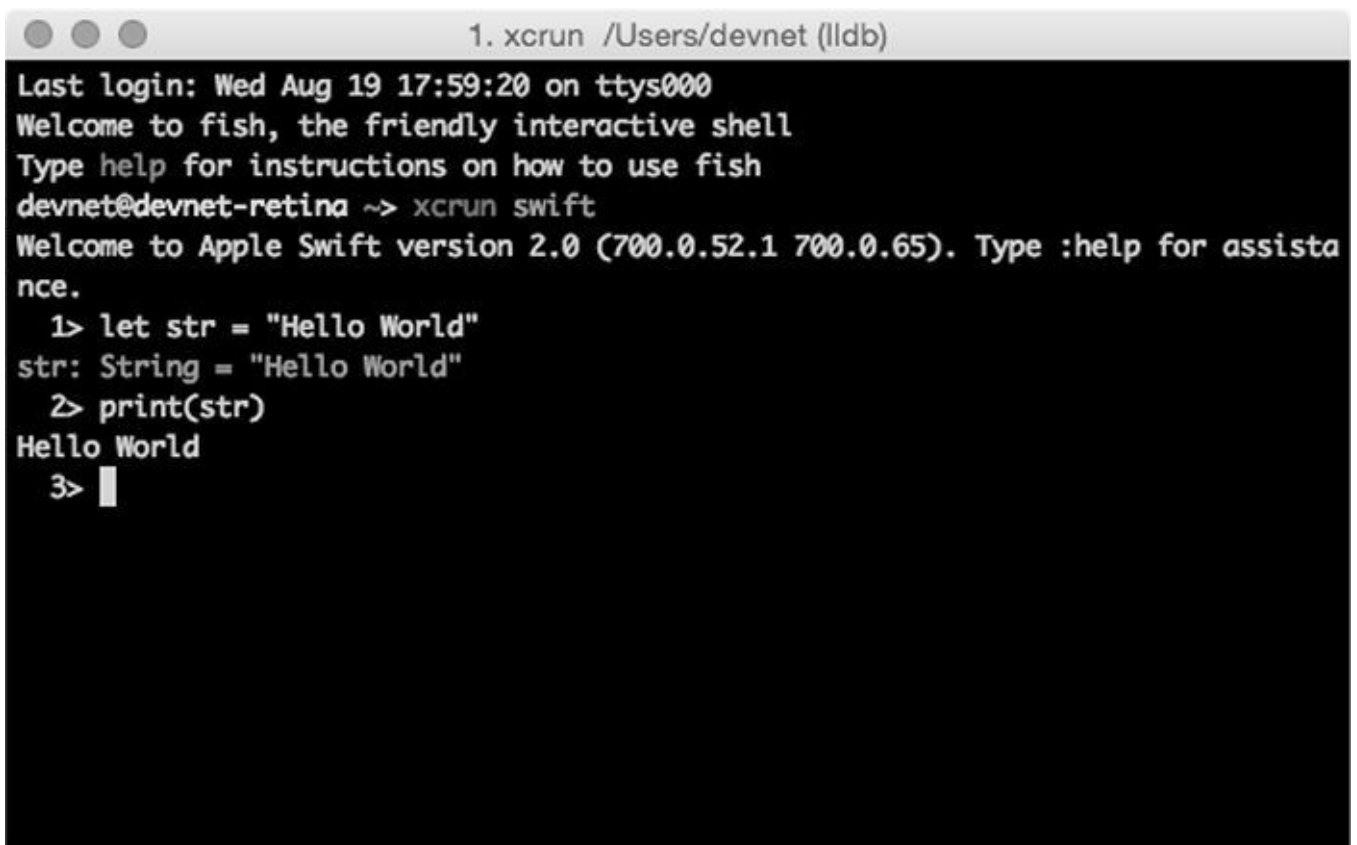 1. xcrun /Users/devnet (lldb)
Last login: Wed Aug 19 17:59:20 on ttys000
Welcome to fish, the friendly interactive shell
Type help for instructions on how to use fish
devnet@devnet-retina ~> xcrun swift
Welcome to Apple Swift version 2.0 (700.0.52.1 700.0.65). Type :help for assista
nce.
1> let str = "Hello World"
str: String = "Hello World"
2> print(str)
Hello World
3>